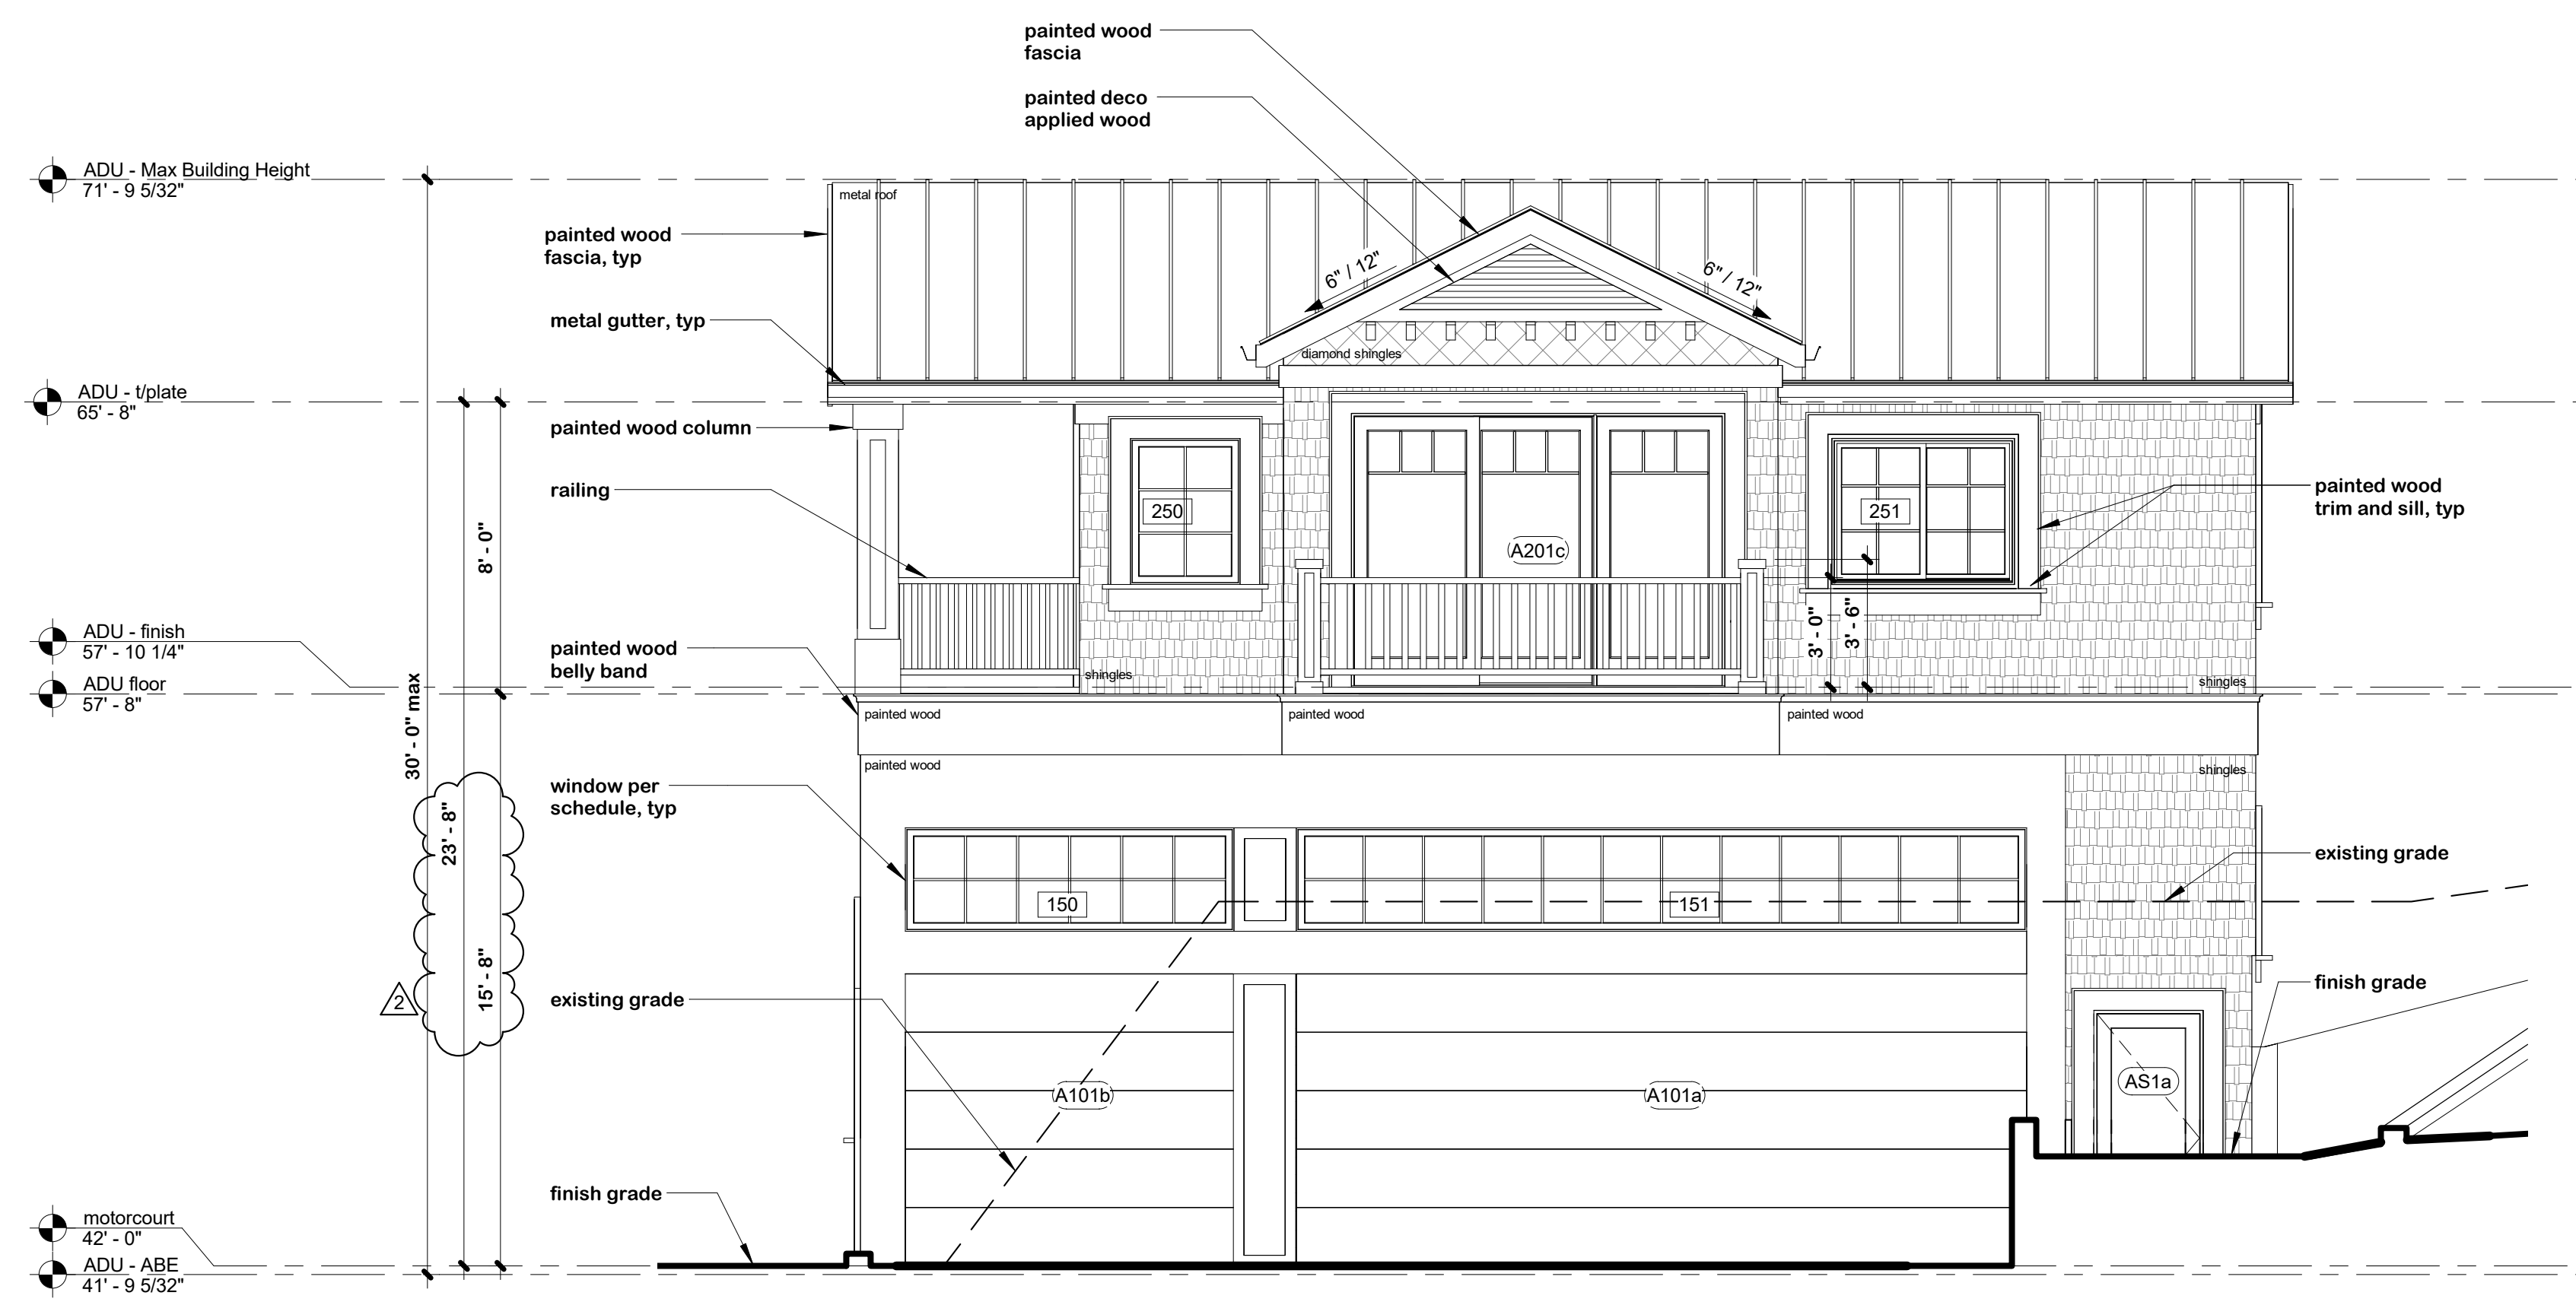 painted wood
fascia
painted deco
applied wood
ADU - Max Building Height
71' - 9 5/32"
metal roof
painted wood
fascia, typ
6" / 12"
6" / 12"
metal gutter, typ
diamond shingles
ADU - t/plate
65' - 8"
painted wood column
railing
250
251
painted wood
trim and sill, typ
8' - 0"
A201c
3' - 0"
3' - 6"
ADU - finish
57' - 10 1/4"
painted wood
belly band
shingles
shingles
ADU floor
57' - 8"
30' - 0" max
painted wood
painted wood
painted wood
painted wood
shingles
window per
schedule, typ
23' - 8"
existing grade
150
151
15' - 8"
2
existing grade
finish grade
A101b
A101a
AS1a
finish grade
motorcourt
42' - 0"
ADU - ABE
41' - 9 5/32"